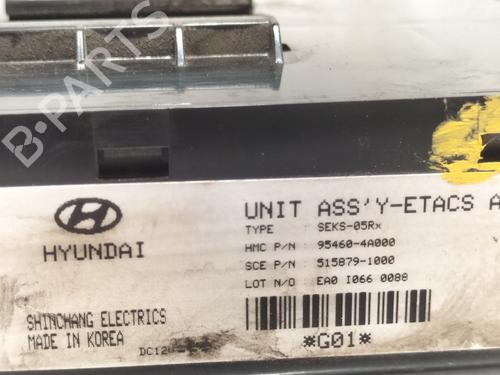 B-PARTS
UNIT ASS'Y-ETACS A
TYPE SEKS-05Rx
HMC P/N : 95460-4A000
SCE P/N : 515879-1000
LOT N/O : EA0 I066 0088
HYUNDAI
SHINCHANG ELECTRICS
MADE IN KOREA
DC12
*G01*